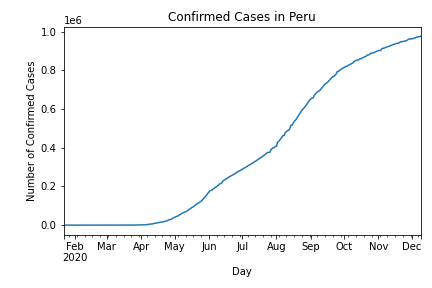 Confirmed Cases in Peru
1e6
1.0
0.8
0.6
0.4
0.2
0.0
Number of Confirmed Cases
Feb Mar Apr May Jun Jul Aug Sep Oct Nov Dec
2020
Day